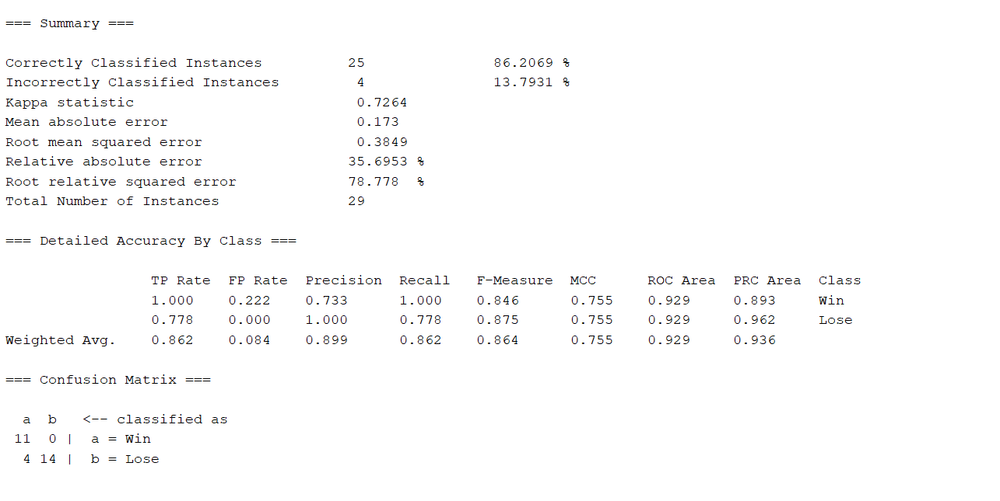 === Summary ===

Correctly Classified Instances          25               86.2069 %
Incorrectly Classified Instances         4               13.7931 %
Kappa statistic                          0.7264
Mean absolute error                      0.173
Root mean squared error                  0.3849
Relative absolute error                 35.6953 %
Root relative squared error             78.778  %
Total Number of Instances               29

=== Detailed Accuracy By Class ===

                 TP Rate  FP Rate  Precision  Recall   F-Measure  MCC      ROC Area  PRC Area  Class
                 1.000    0.222    0.733      1.000    0.846      0.755    0.929     0.893     Win
                 0.778    0.000    1.000      0.778    0.875      0.755    0.929     0.962     Lose
Weighted Avg.    0.862    0.084    0.899      0.862    0.864      0.755    0.929     0.936

=== Confusion Matrix ===

  a  b   <-- classified as
 11  0 |  a = Win
  4 14 |  b = Lose